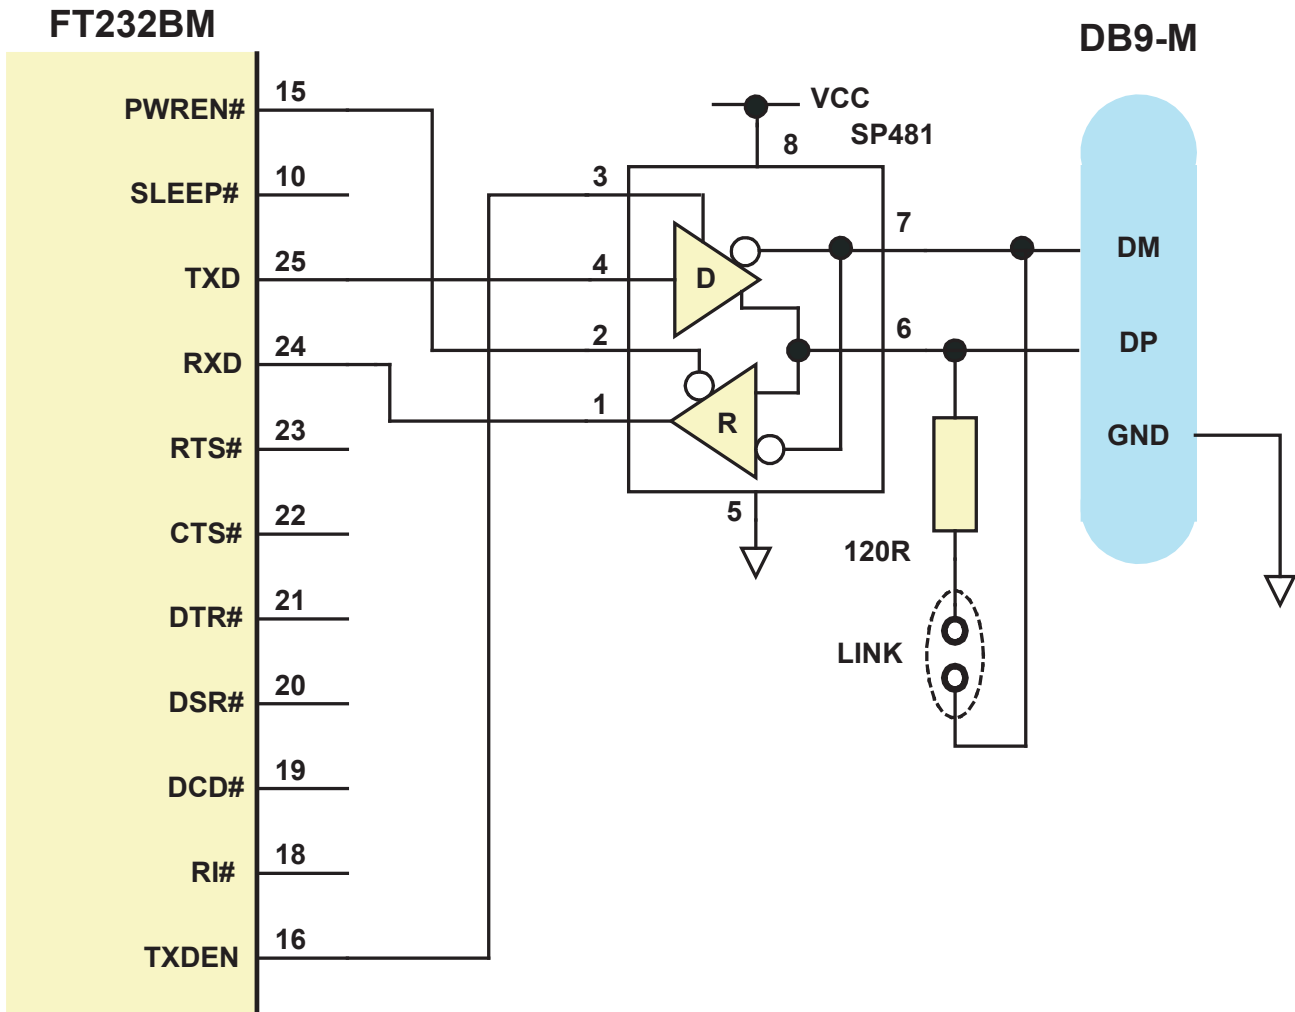 FT232BM
DB9-M
15
PWREN#
VCC
SP481
8
10
SLEEP#
3
7
DM
25
TXD
4
D
6
DP
24
RXD
2
1
R
GND
23
RTS#
5
120R
22
CTS#
21
DTR#
LINK
20
DSR#
19
DCD#
18
RI#
16
TXDEN